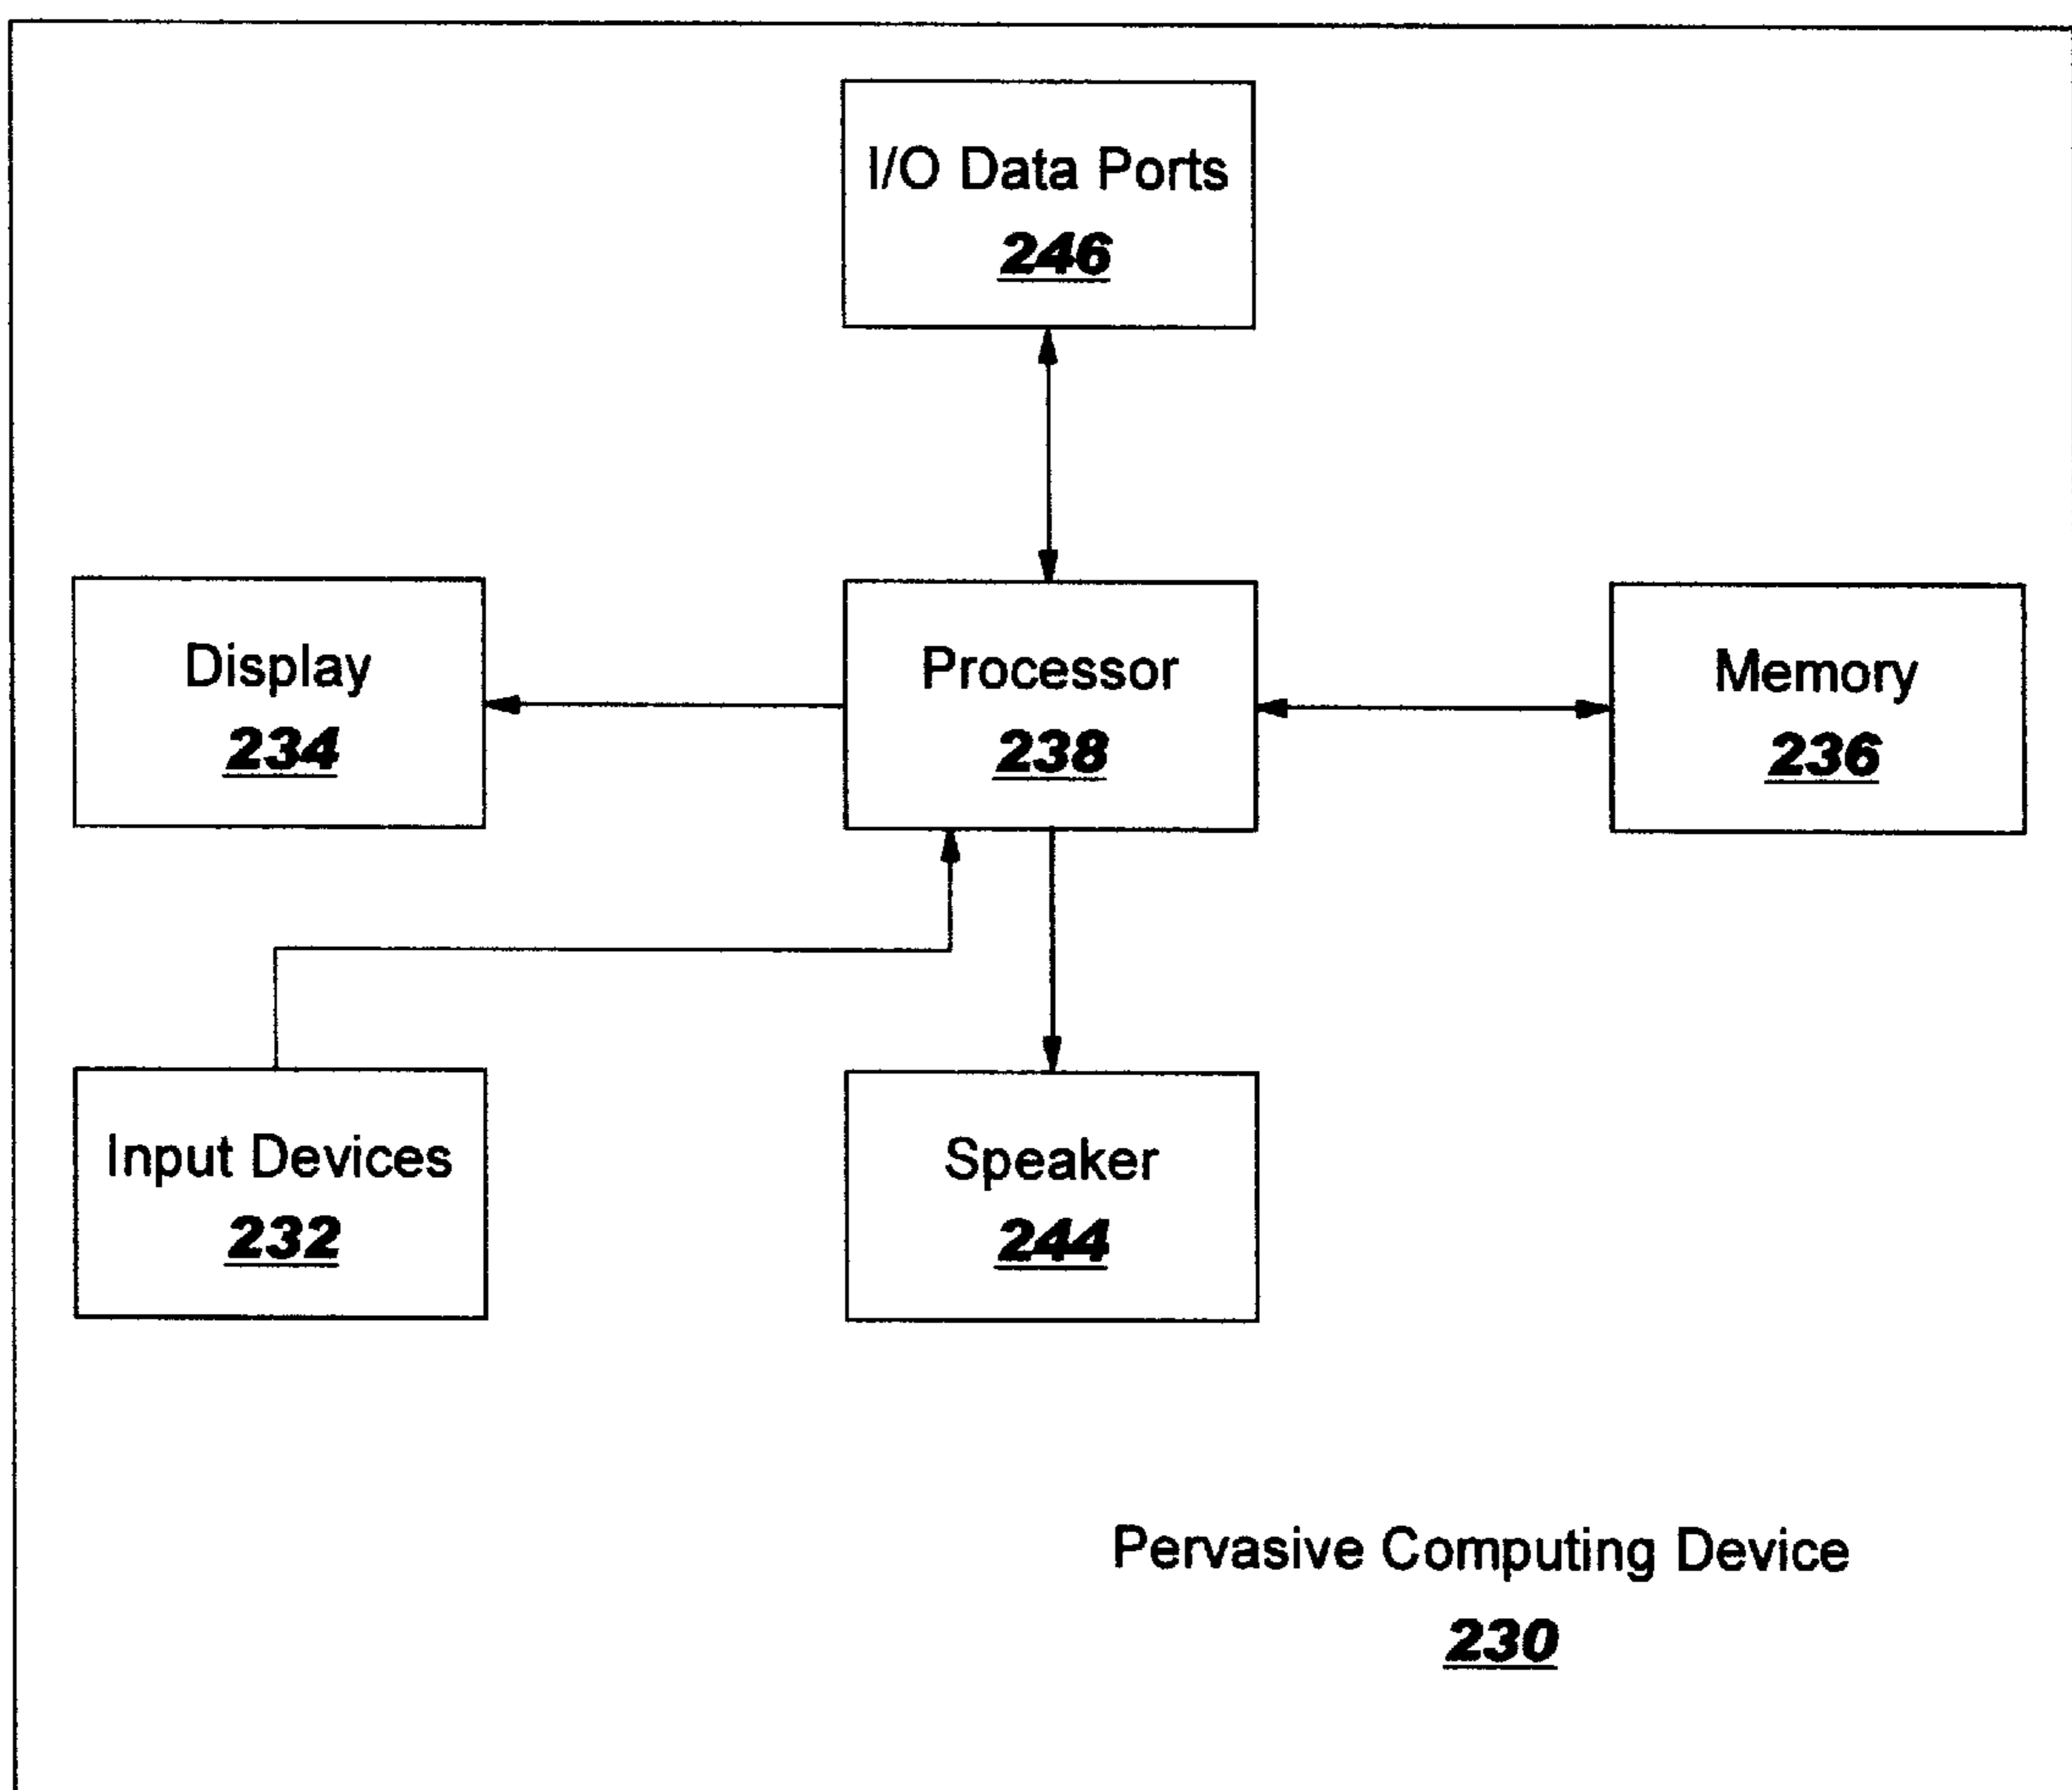 I/O Data Ports
246
Display
234
Processor
238
Memory
236
Input Devices
232
Speaker
244
Pervasive Computing Device
230